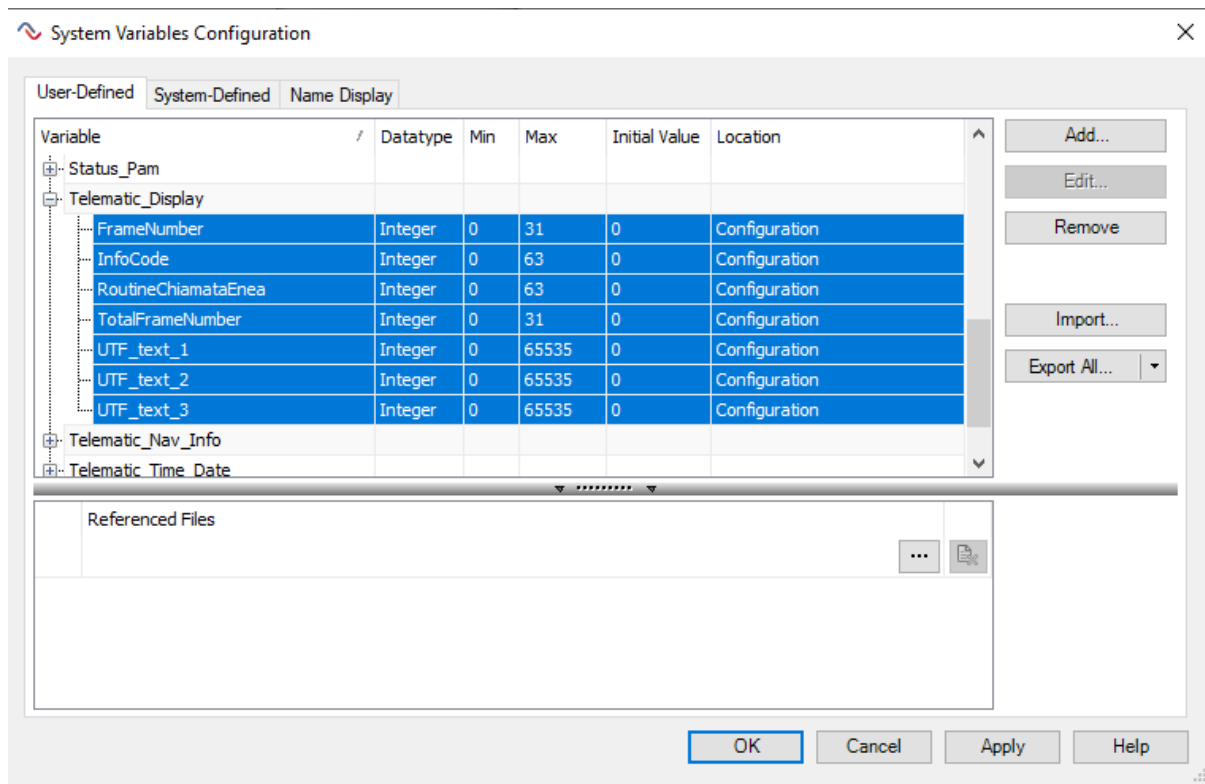 System Variables Configuration
User-Defined System-Defined Name Display
Variable / Datatype Min Max Initial Value Location
Status_Pam
Telematic_Display
FrameNumber Integer 0 31 0 Configuration
InfoCode Integer 0 63 0 Configuration
RoutineChiamataEnea Integer 0 63 0 Configuration
TotalFrameNumber Integer 0 31 0 Configuration
UTF_text_1 Integer 0 65535 0 Configuration
UTF_text_2 Integer 0 65535 0 Configuration
UTF_text_3 Integer 0 65535 0 Configuration
Telematic_Nav_Info
Telematic_Time_Date
Add...
Edit...
Remove
Import...
Export All...
Referenced Files
...
OK Cancel Apply Help